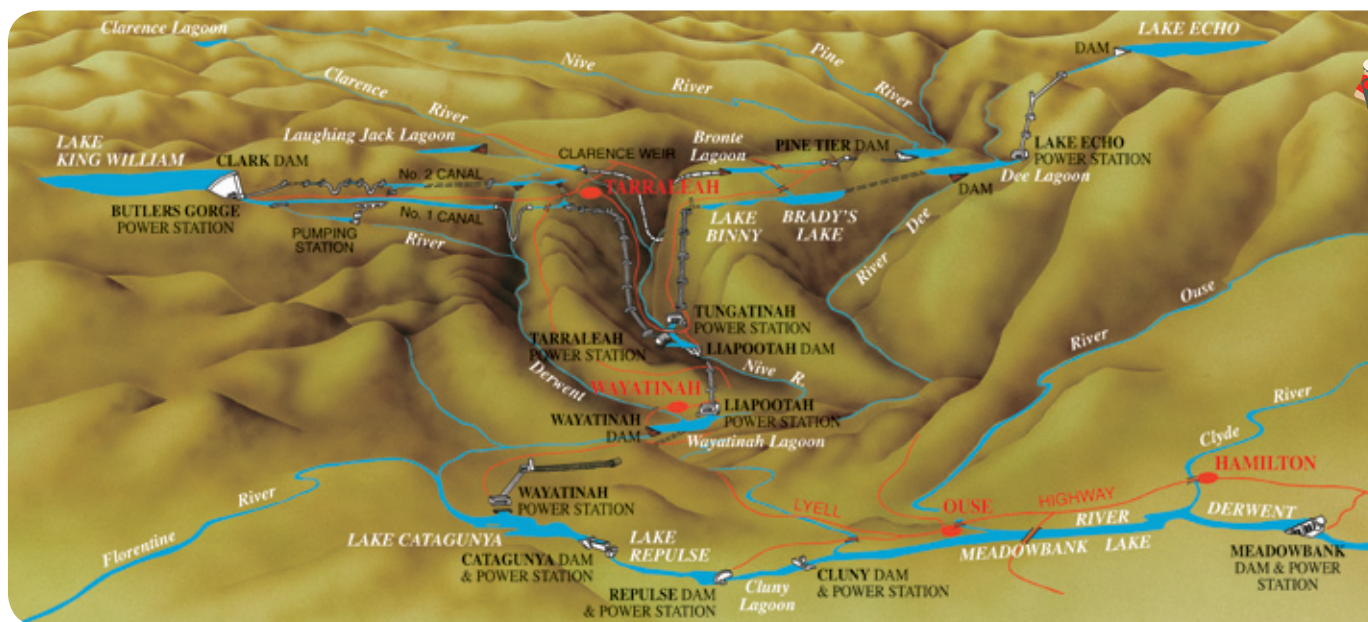 Clarence Lagoon
LAKE ECHO
DAM
Nive
River
Pine
River
Clarence
River
Laughing Jack Lagoon
LAKE
KING WILLIAM
CLARK DAM
CLARENCE WEIR
Bronte
Lagoon
PINE TIER DAM
LAKE ECHO
POWER STATION
Dee Lagoon
DAM
No. 2 CANAL
TARRALEAH
BUTLERS GORGE
POWER STATION
No. 1 CANAL
PUMPING
STATION
River
LAKE
BINNY
BRADY'S
LAKE
River Dee
Ouse
River
TUNGATINAH
POWER STATION
TARRALEAH
POWER STATION
LIAPOOTAH DAM
Nive R.
Derwent
WAYATINAH
LIAPOOTAH
POWER STATION
WAYATINAH
DAM
Wayatinah Lagoon
River
Clyde
HAMILTON
WAYATINAH
POWER STATION
Florentine River
LAKE CATAGUNYA
CATAGUNYA DAM
& POWER STATION
LAKE
REPULSE
LYELL
HIGHWAY
OUSE
RIVER DERWENT
MEADOWBANK LAKE
MEADOWBANK
DAM & POWER
STATION
REPULSE DAM
& POWER STATION
Cluny
Lagoon
CLUNY DAM
& POWER STATION